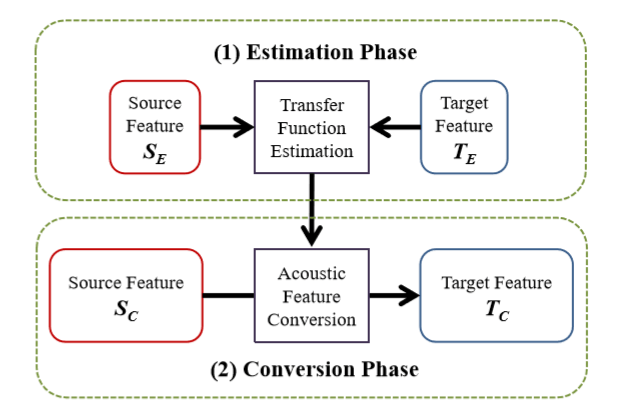 (1) Estimation Phase
Source
Feature
S_E
Transfer
Function
Estimation
Target
Feature
T_E
Source Feature
S_C
Acoustic
Feature
Conversion
Target Feature
T_C
(2) Conversion Phase